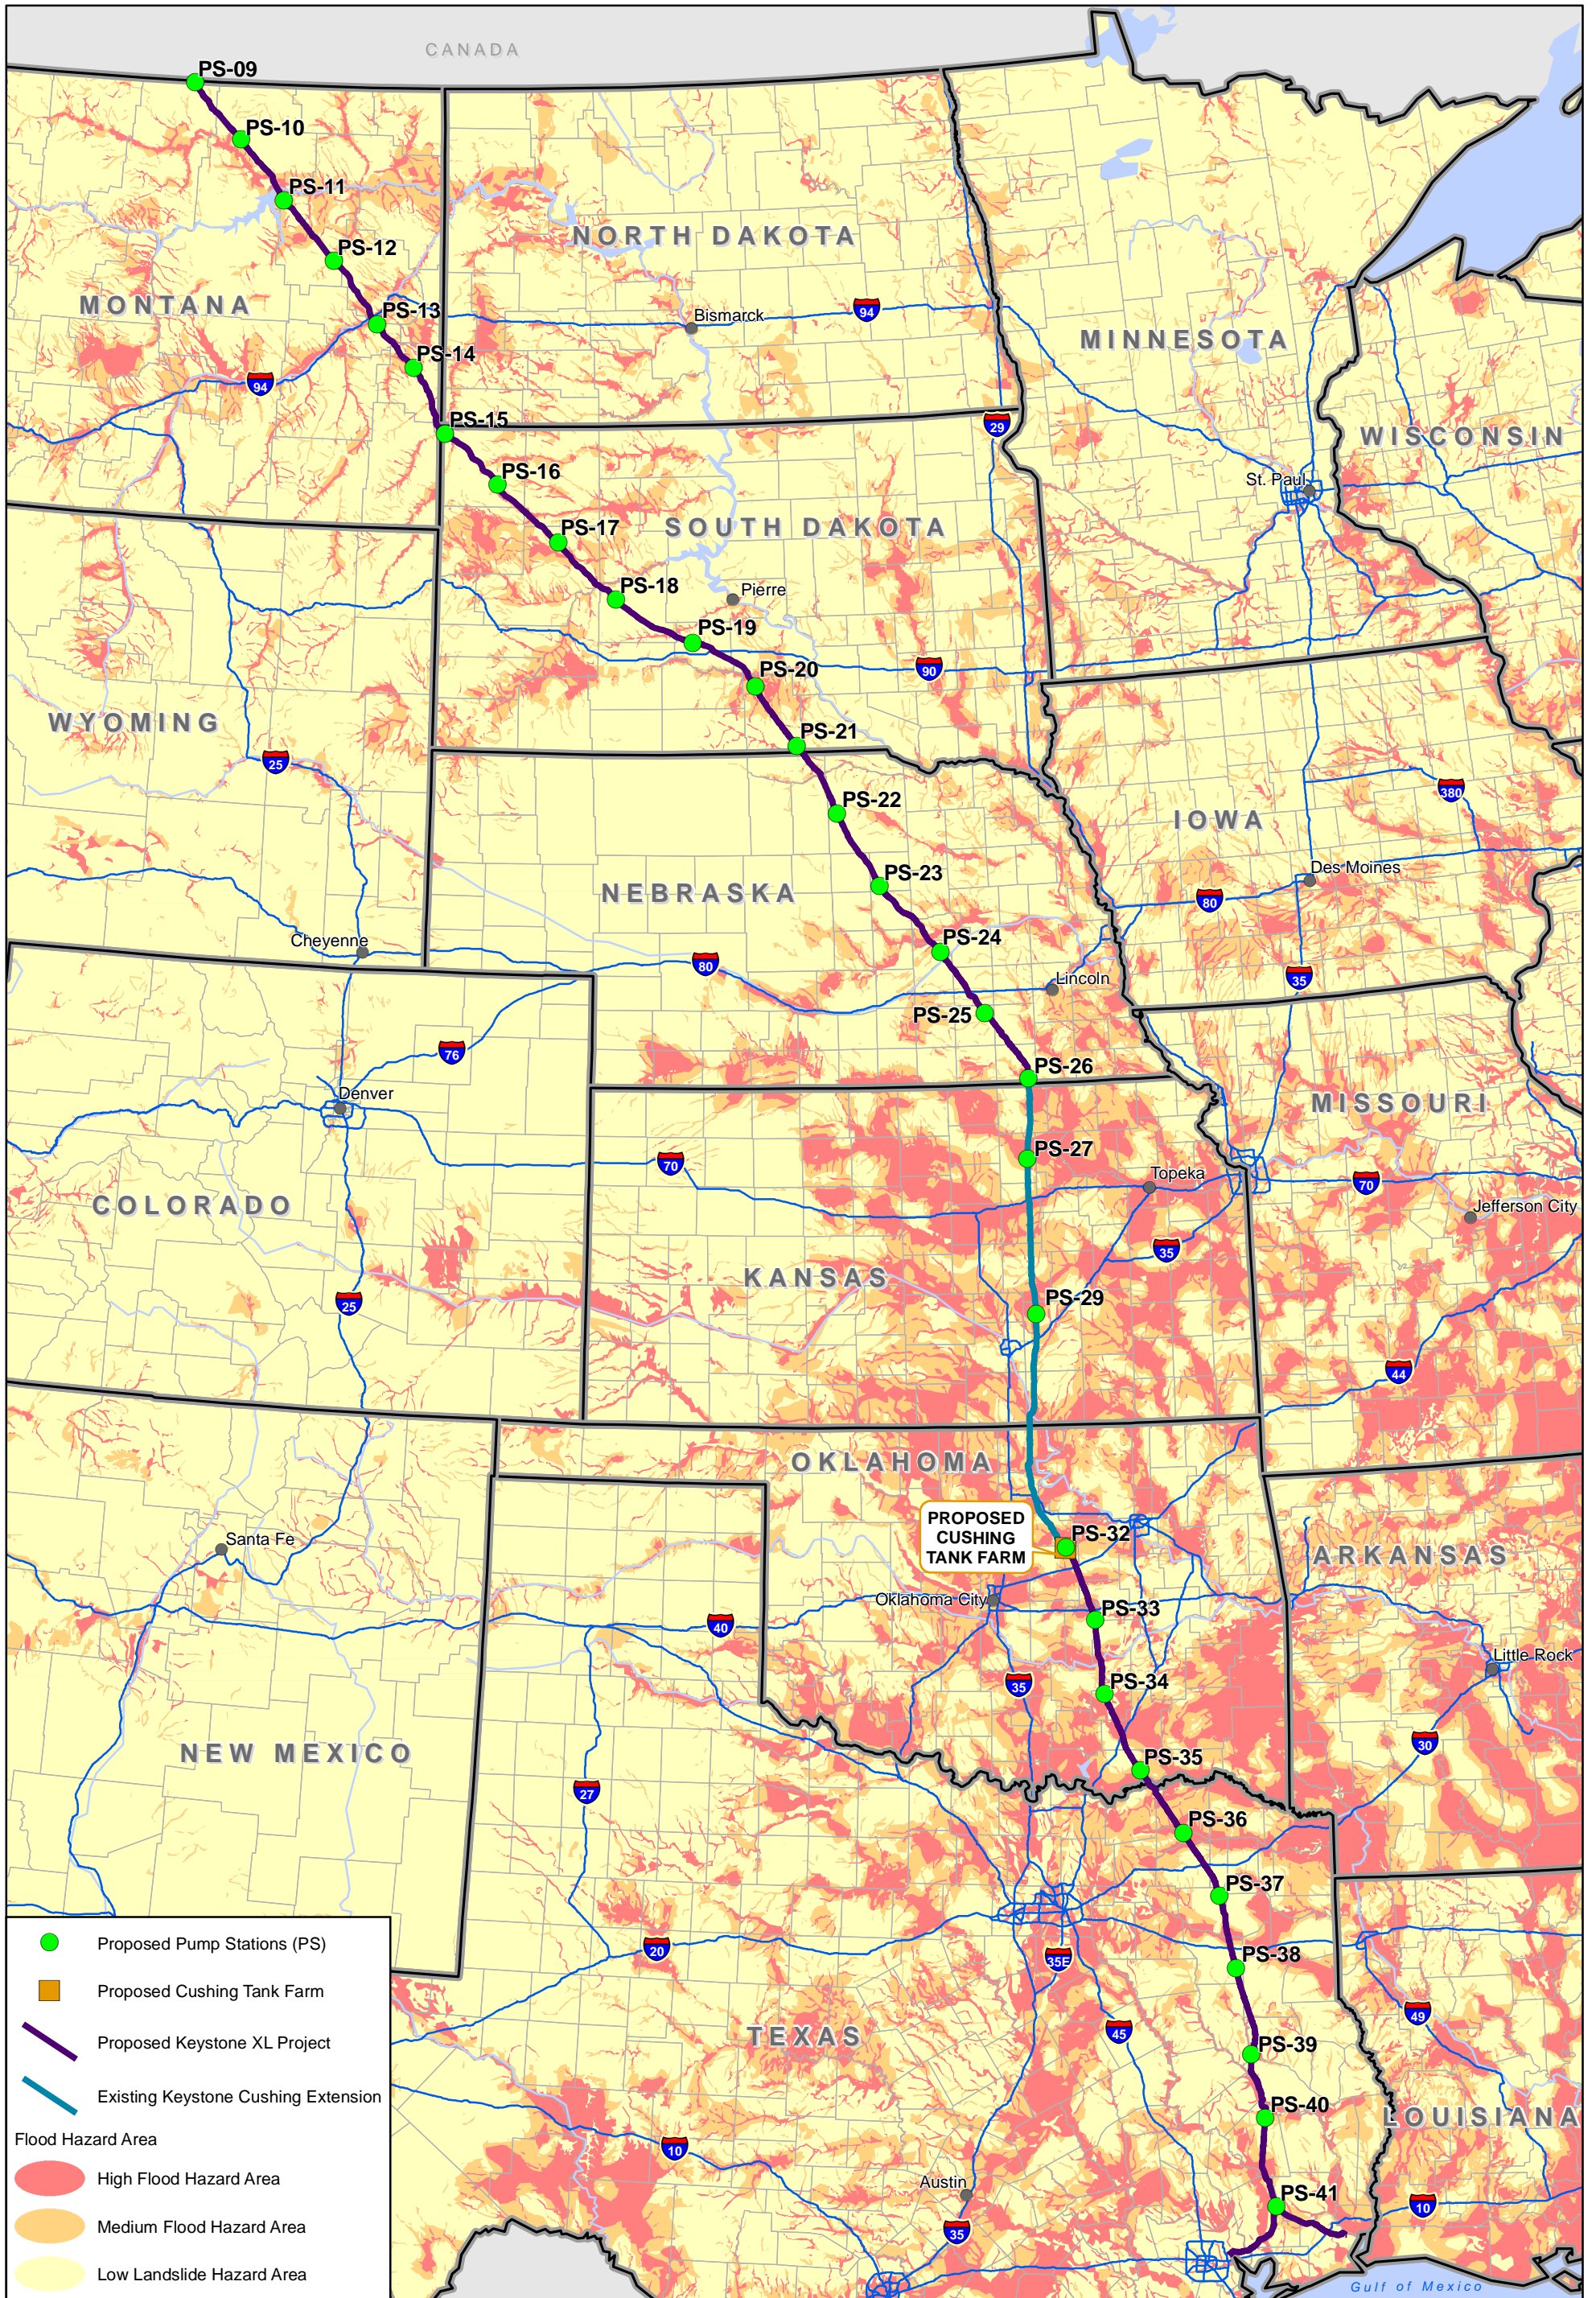 CANADA
PS-09
PS-10
PS-11
PS-12
NORTH DAKOTA
MONTANA
PS-13
Bismarck
94
MINNESOTA
PS-14
94
PS-15
29
WISCONSIN
PS-16
St. Paul
PS-17
SOUTH DAKOTA
PS-18
Pierre
PS-19
90
PS-20
WYOMING
PS-21
25
380
PS-22
IOWA
PS-23
Des Moines
NEBRASKA
80
Cheyenne
PS-24
80
Lincoln
35
PS-25
76
PS-26
Denver
MISSOURI
PS-27
70
Topeka
70
COLORADO
Jefferson City
35
KANSAS
25
PS-29
44
OKLAHOMA
PROPOSED
CUSHING
TANK FARM
PS-32
Santa Fe
ARKANSAS
Oklahoma City
PS-33
40
Little Rock
35
PS-34
30
NEW MEXICO
PS-35
27
PS-36
PS-37
20
35E
PS-38
49
45
TEXAS
PS-39
PS-40
LOUISIANA
10
Austin
PS-41
10
35
Gulf of Mexico
Proposed Pump Stations (PS)
Proposed Cushing Tank Farm
Proposed Keystone XL Project
Existing Keystone Cushing Extension
Flood Hazard Area
High Flood Hazard Area
Medium Flood Hazard Area
Low Landslide Hazard Area